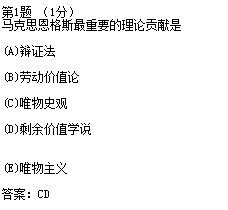 第1题 （1分）
马克思恩格斯最重要的理论贡献是
(A)辩证法
(B)劳动价值论
(C)唯物史观
(D)剩余价值学说
(E)唯物主义
答案：CD